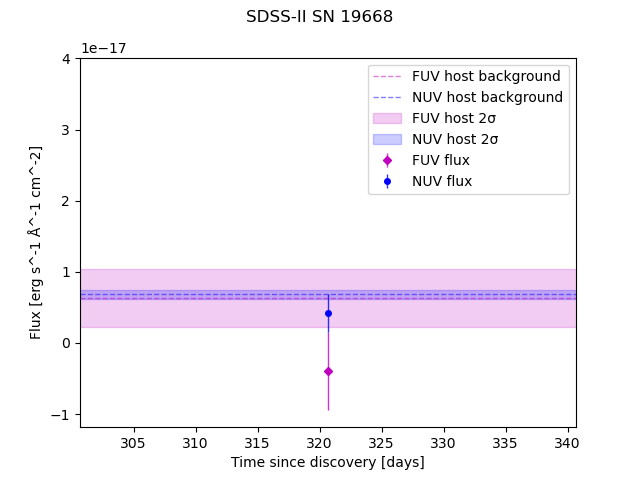 SDSS-II SN 19668
1e−17
FUV host background
NUV host background
FUV host 2σ
NUV host 2σ
FUV flux
NUV flux
Flux [erg s^-1 Å^-1 cm^-2]
4
3
2
1
0
−1
305 310 315 320 325 330 335 340
Time since discovery [days]